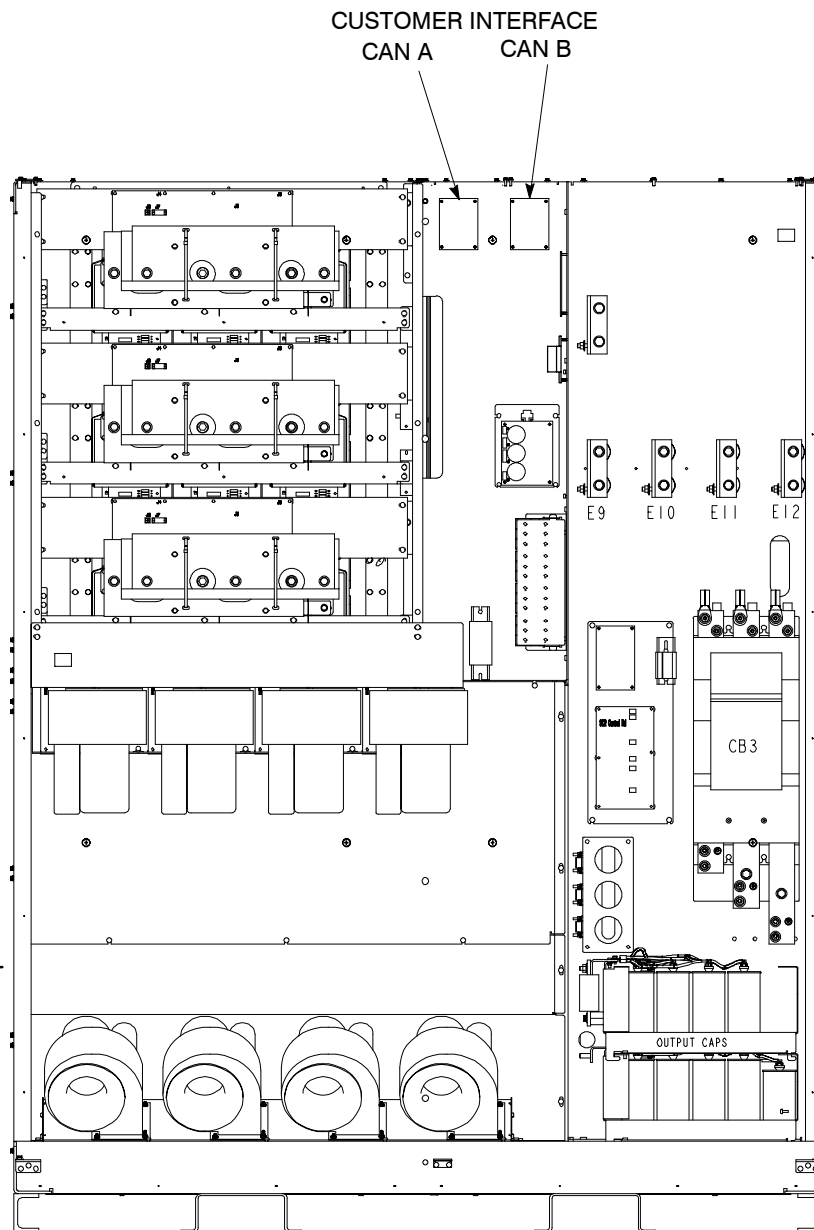 CUSTOMER INTERFACE
CAN A CAN B
E9 E10 E11 E12
CB3
OUTPUT CAPS